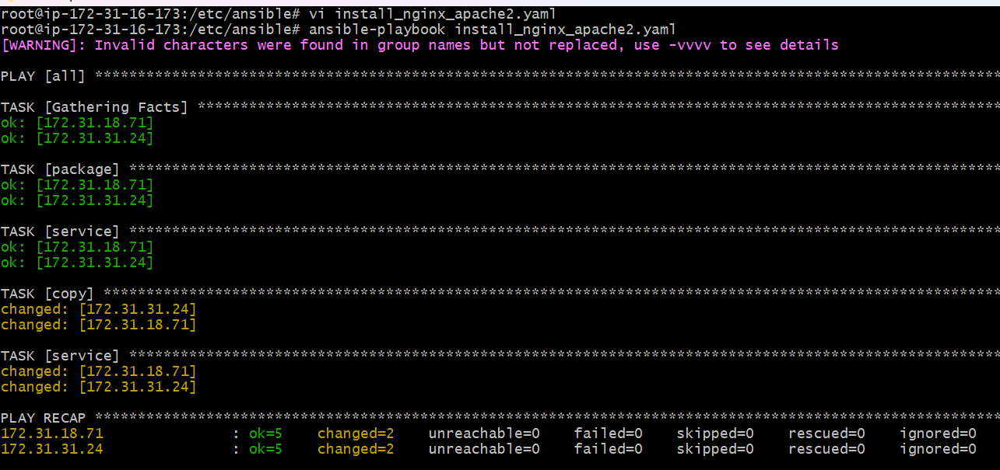 root@ip-172-31-16-173:/etc/ansible# vi install_nginx_apache2.yaml
root@ip-172-31-16-173:/etc/ansible# ansible-playbook install_nginx_apache2.yaml
[WARNING]: Invalid characters were found in group names but not replaced, use -vvvv to see details
PLAY [all] **********************************************************************************************************
TASK [Gathering Facts] **********************************************************************************************
ok: [172.31.18.71]
ok: [172.31.31.24]
TASK [package] ******************************************************************************************************
ok: [172.31.18.71]
ok: [172.31.31.24]
TASK [service] ******************************************************************************************************
ok: [172.31.18.71]
ok: [172.31.31.24]
TASK [copy] *********************************************************************************************************
changed: [172.31.31.24]
changed: [172.31.18.71]
TASK [service] ******************************************************************************************************
changed: [172.31.18.71]
changed: [172.31.31.24]
PLAY RECAP **********************************************************************************************************
172.31.18.71 : ok=5 changed=2 unreachable=0 failed=0 skipped=0 rescued=0 ignored=0
172.31.31.24 : ok=5 changed=2 unreachable=0 failed=0 skipped=0 rescued=0 ignored=0